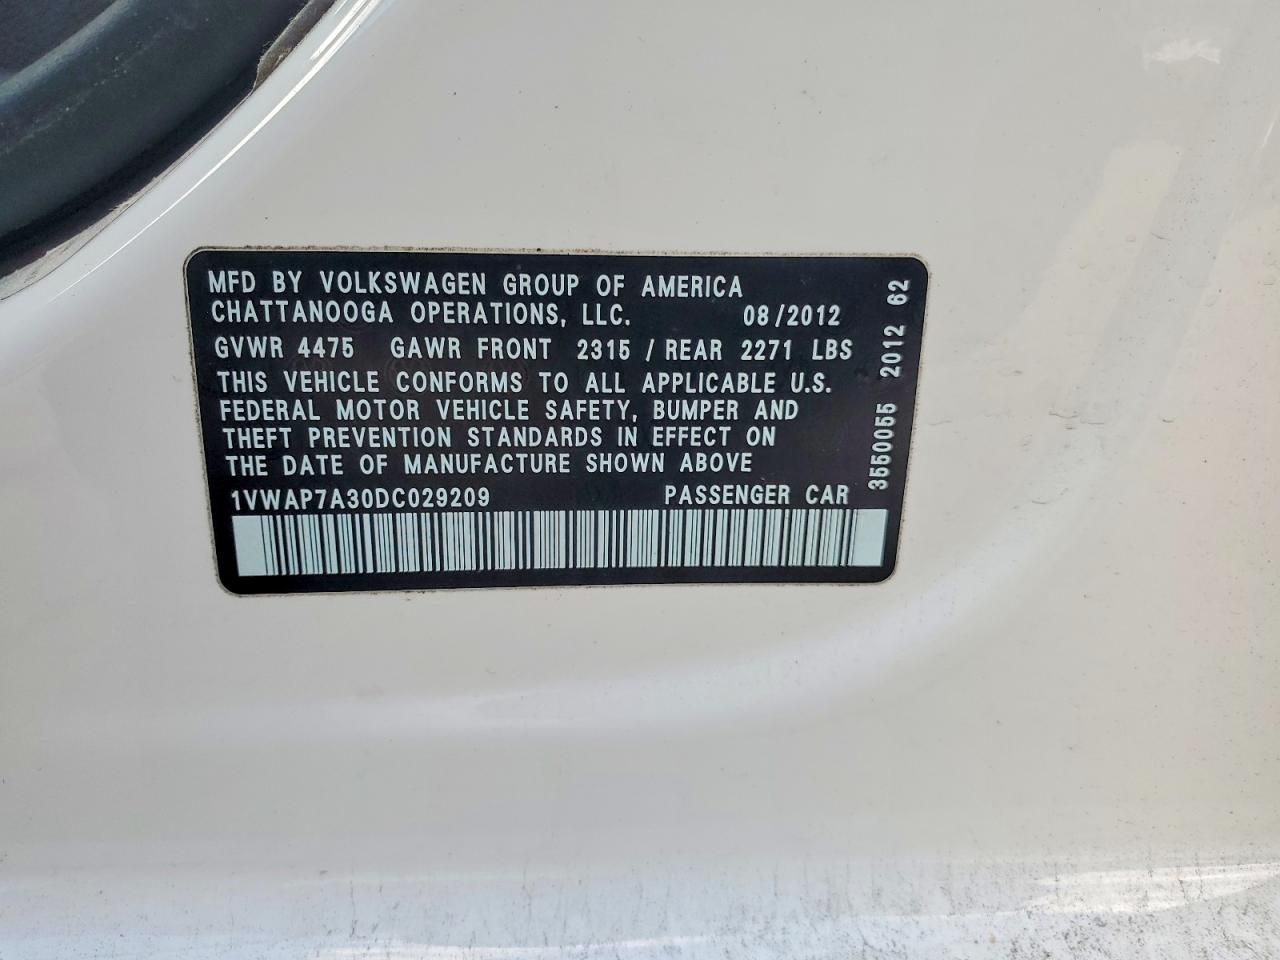 MFD BY VOLKSWAGEN GROUP OF AMERICA
CHATTANOOGA OPERATIONS, LLC. 08/2012
GVWR 4475 GAWR FRONT 2315 / REAR 2271 LBS
THIS VEHICLE CONFORMS TO ALL APPLICABLE U.S.
FEDERAL MOTOR VEHICLE SAFETY, BUMPER AND
THEFT PREVENTION STANDARDS IN EFFECT ON
THE DATE OF MANUFACTURE SHOWN ABOVE
1VWAP7A30DC029209 PASSENGER CAR
3550055 2012 62